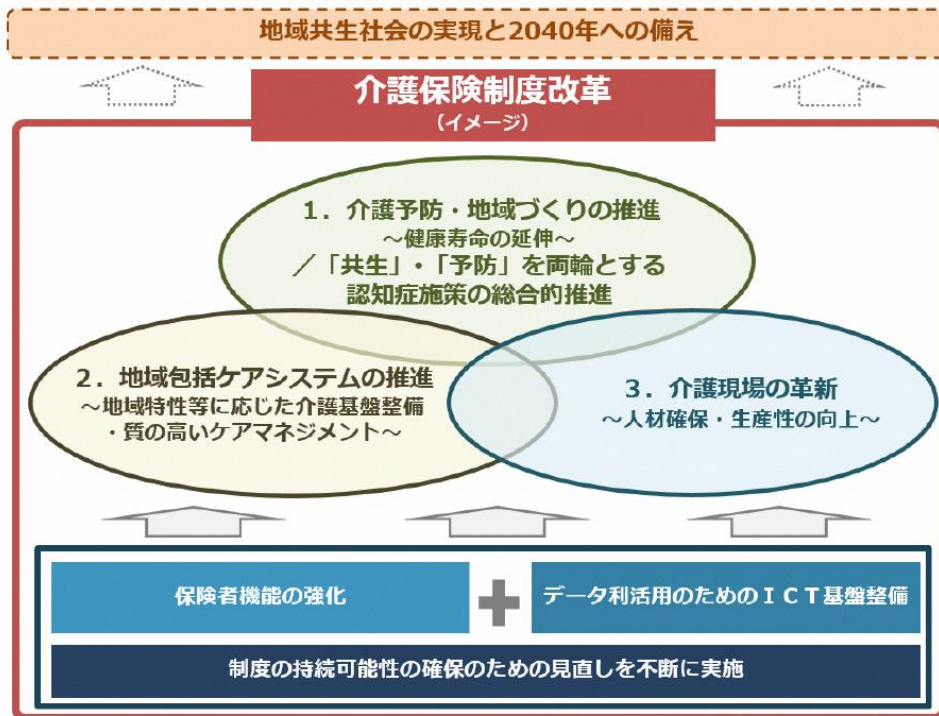 地域共生社会の実現と2040年への備え
介護保険制度改革
（イメージ）
１．介護予防・地域づくりの推進
～健康寿命の延伸～
／「共生」・「予防」を両輪とする
認知症施策の総合的推進
２．地域包括ケアシステムの推進
～地域特性等に応じた介護基盤整備
・質の高いケアマネジメント～
３．介護現場の革新
～人材確保・生産性の向上～
保険者機能の強化
データ利活用のためのＩＣＴ基盤整備
制度の持続可能性の確保のための見直しを不断に実施